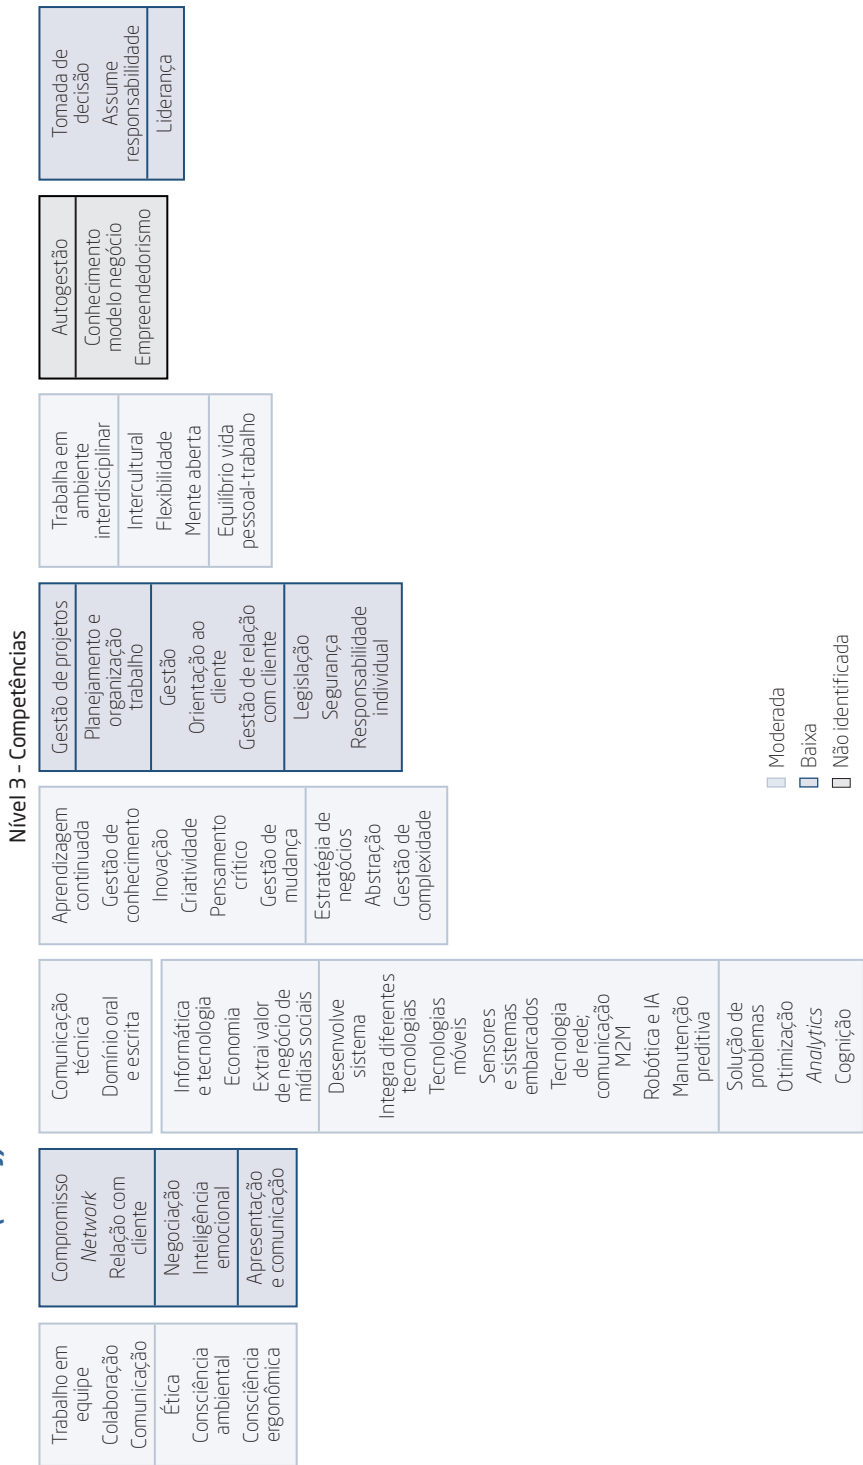 Nível 3 - Competências
Trabalho em
equipe
Colaboração
Comunicação
Ética
Consciência
ambiental
Consciência
ergonômica
Compromisso
Network
Relação com
cliente
Negociação
Inteligência
emocional
Apresentação
e comunicação
Comunicação
técnica
Domínio oral
e escrita
Informática
e tecnologia
Economia
Extrai valor
de negócio de
mídias sociais
Desenvolve
sistema
Integra diferentes
tecnologias
Tecnologias
móveis
Sensores
e sistemas
embarcados
Tecnologia
de rede;
comunicação
M2M
Robótica e IA
Manutenção
preditiva
Solução de
problemas
Otimização
Analytics
Cognição
Aprendizagem
continuada
Gestão de
conhecimento
Inovação
Criatividade
Pensamento
crítico
Gestão de
mudança
Estratégia de
negócios
Abstração
Gestão de
complexidade
Gestão de projetos
Planejamento e
organização
trabalho
Gestão
Orientação ao
cliente
Gestão de relação
com cliente
Legislação
Segurança
Responsabilidade
individual
Trabalha em
ambiente
interdisciplinar
Intercultural
Flexibilidade
Mente aberta
Equilíbrio vida
pessoal-trabalho
Autogestão
Conhecimento
modelo negócio
Empreendedorismo
Tomada de
decisão
Assume
responsabilidade
Liderança
Moderada
Baixa
Não identificada